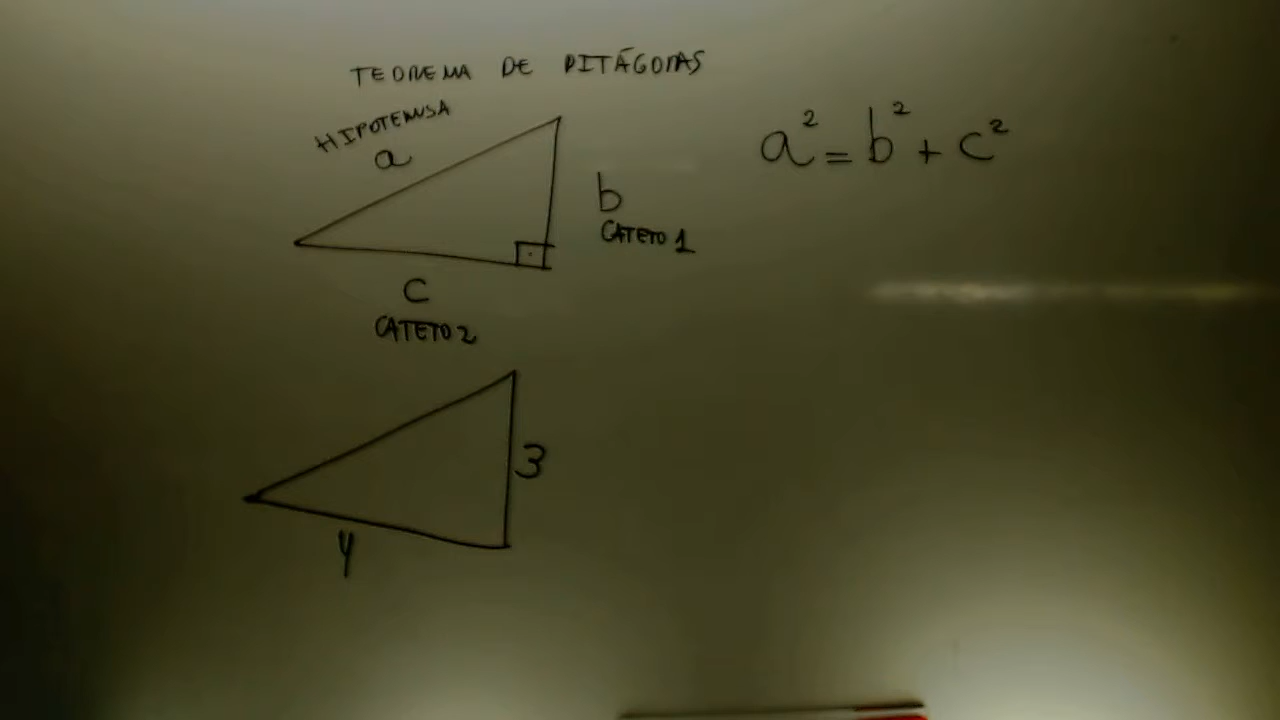 TEOREMA DE PITÁGORAS
HIPOTENUSA
a
a² = b² + c²
b
CATETO 1
c
CATETO 2
3
4